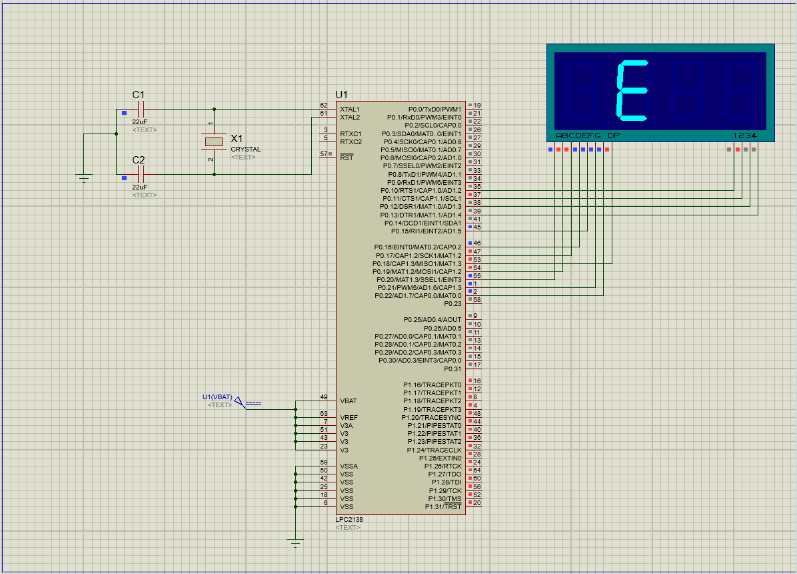 C1
22uF
<TEXT>
X1
CRYSTAL
<TEXT>
C2
22uF
<TEXT>
1
2
U1
62 XTAL1
61 XTAL2
3 RTXC1
5 RTXC2
57 RST
P0.0/TxD0/PWM1 19
P0.1/RxD0/PWM3/EINT0 21
P0.2/SCL0/CAP0.0 22
P0.3/SDA0/MAT0.0/EINT1 26
P0.4/SCK0/CAP0.1/AD0.6 27
P0.5/MISO0/MAT0.1/AD0.7 29
P0.6/MOSI0/CAP0.2/AD1.0 30
P0.7/SSEL0/PWM2/EINT2 31
P0.8/TxD1/PWM4/AD1.1 33
P0.9/RxD1/PWM6/EINT3 34
P0.10/RTS1/CAP1.0/AD1.2 35
P0.11/CTS1/CAP1.1/SCL1 37
P0.12/DSR1/MAT1.0/AD1.3 38
P0.13/DTR1/MAT1.1/AD1.4 39
P0.14/DCD1/EINT1/SDA1 41
P0.15/RI1/EINT2/AD1.5 45
P0.16/EINT0/MAT0.2/CAP0.2 46
P0.17/CAP1.2/SCK1/MAT1.2 47
P0.18/CAP1.3/MISO1/MAT1.3 53
P0.19/MAT1.2/MOSI1/CAP1.2 54
P0.20/MAT1.3/SSEL1/EINT3 55
P0.21/PWM5/AD1.6/CAP1.3 1
P0.22/AD1.7/CAP0.0/MAT0.0 2
P0.23 58
P0.25/AD0.4/AOUT 9
P0.26/AD0.5 10
P0.27/AD0.0/CAP0.1/MAT0.1 11
P0.28/AD0.1/CAP0.2/MAT0.2 13
P0.29/AD0.2/CAP0.3/MAT0.3 14
P0.30/AD0.3/EINT3/CAP0.0 15
P0.31 17
P1.16/TRACEPKT0 16
P1.17/TRACEPKT1 12
P1.18/TRACEPKT2 8
P1.19/TRACEPKT3 4
P1.20/TRACESYNC 48
P1.21/PIPESTAT0 44
P1.22/PIPESTAT1 40
P1.23/PIPESTAT2 36
P1.24/TRACECLK 32
P1.25/EXTIN0 28
P1.26/RTCK 24
P1.27/TDO 64
P1.28/TDI 60
P1.29/TCK 56
P1.30/TMS 52
P1.31/TRST 20
U1(VBAT)
<TEXT>
49 VBAT
63 VREF
7 V3A
51 V3
43 V3
23 V3
59 VSSA
50 VSS
42 VSS
25 VSS
18 VSS
6 VSS
LPC2138
<TEXT>
E
ABCDEFG DP
1234